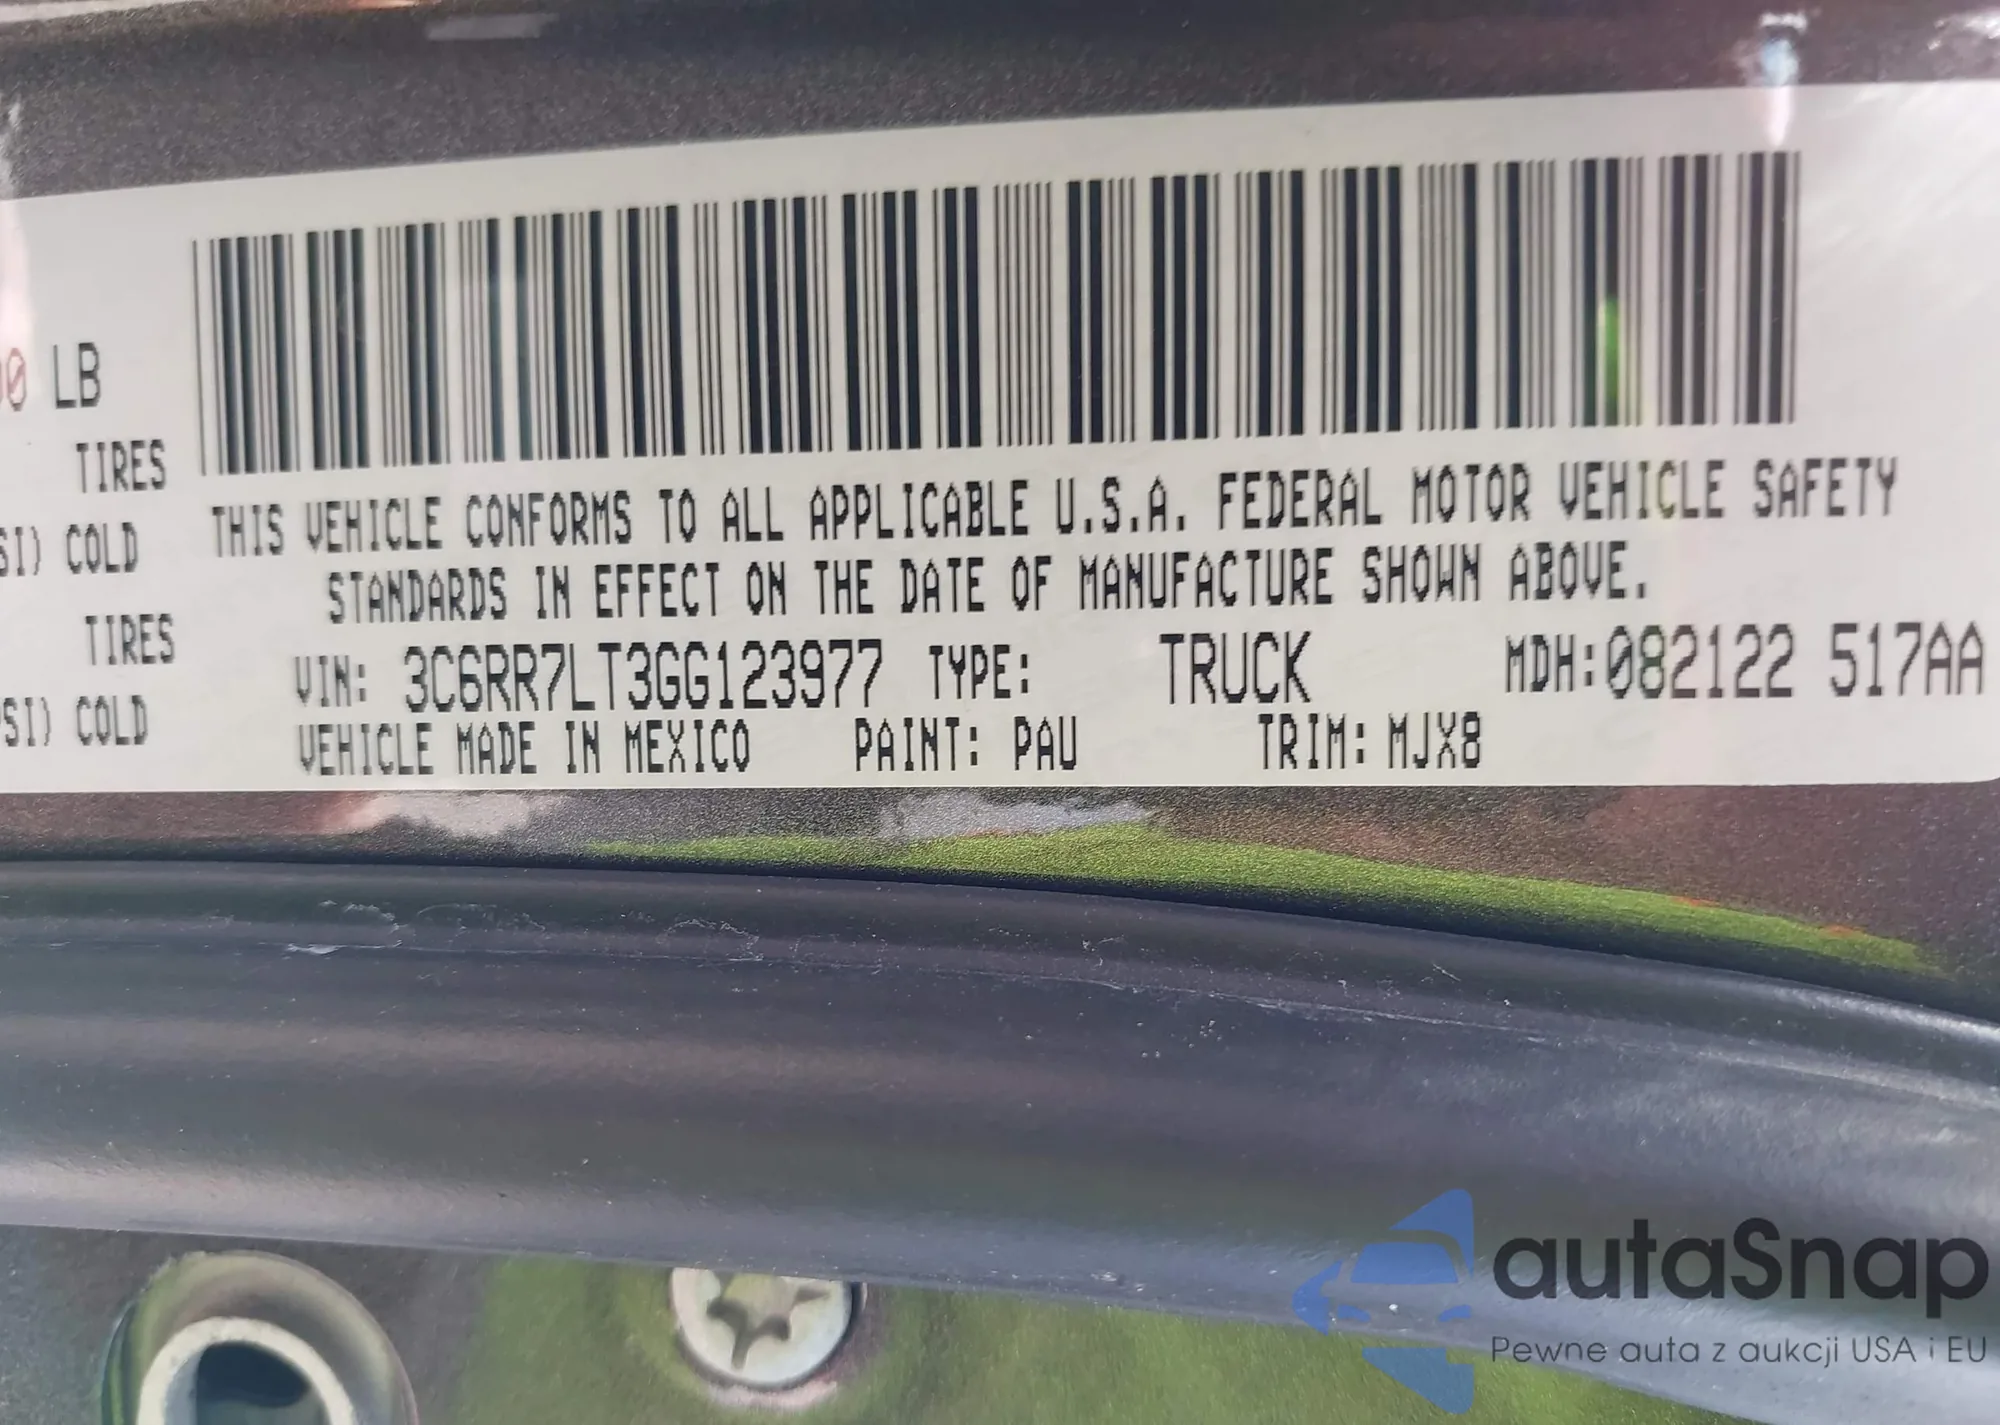 LB
TIRES
COLD
TIRES
COLD
THIS VEHICLE CONFORMS TO ALL APPLICABLE U.S.A. FEDERAL MOTOR VEHICLE SAFETY
STANDARDS IN EFFECT ON THE DATE OF MANUFACTURE SHOWN ABOVE.
VIN: 3C6RR7LT3GG123977 TYPE: TRUCK MDH:082122 517AA
VEHICLE MADE IN MEXICO PAINT: PAU TRIM: MJX8
autaSnap
Pewne auta z aukcji USA i EU